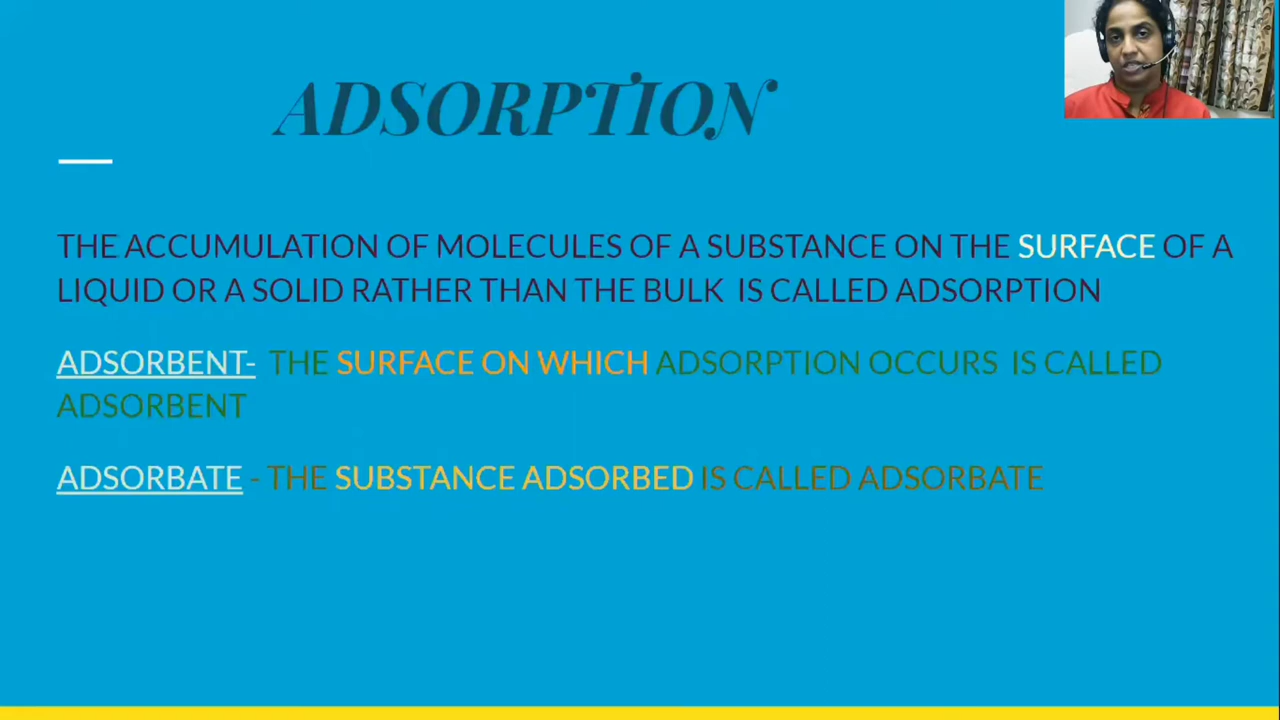 ADSORPTION
THE ACCUMULATION OF MOLECULES OF A SUBSTANCE ON THE SURFACE OF A
LIQUID OR A SOLID RATHER THAN THE BULK IS CALLED ADSORPTION
ADSORBENT- THE SURFACE ON WHICH ADSORPTION OCCURS IS CALLED
ADSORBENT
ADSORBATE - THE SUBSTANCE ADSORBED IS CALLED ADSORBATE